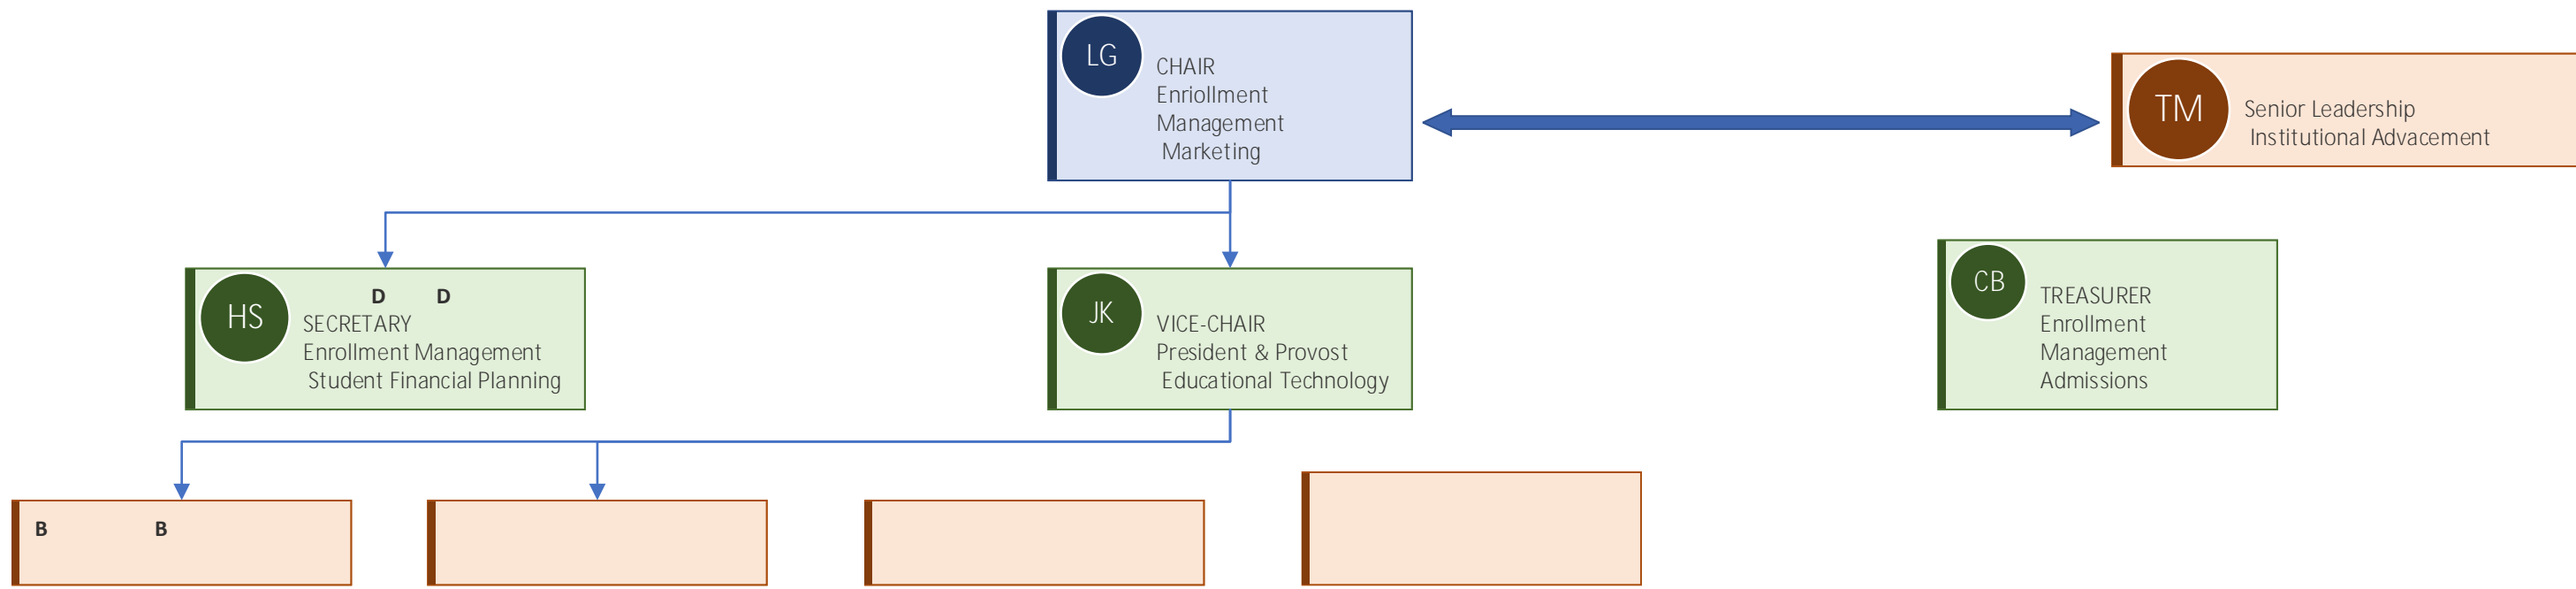 LG
CHAIR
Enriollment
Management
Marketing
TM
Senior Leadership
Institutional Advacement
HS
D D
SECRETARY
Enrollment Management
Student Financial Planning
JK
VICE-CHAIR
President & Provost
Educational Technology
CB
TREASURER
Enrollment
Management
Admissions
B B